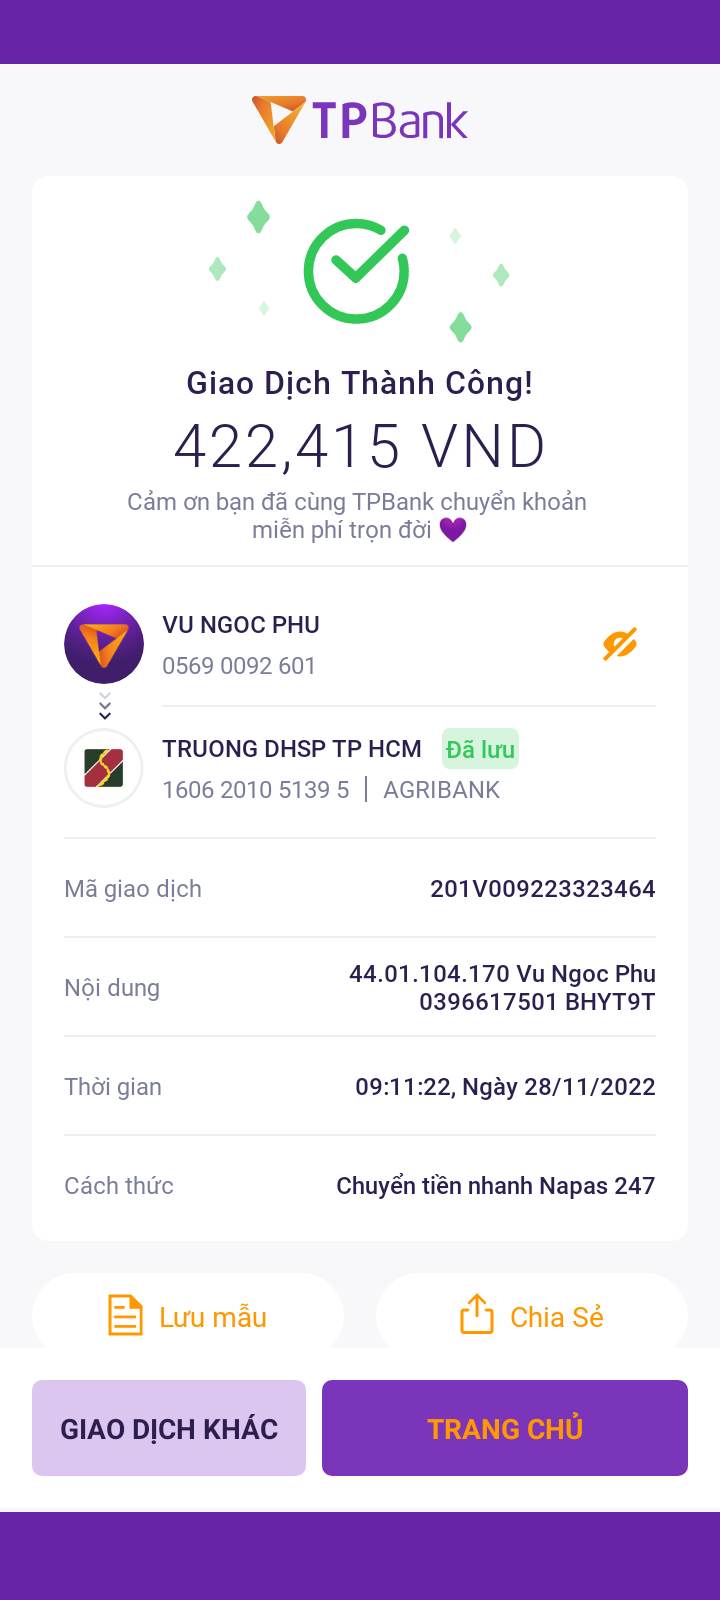 TPBank
Giao Dịch Thành Công!
422,415 VND
Cảm ơn bạn đã cùng TPBank chuyển khoản
miễn phí trọn đời 💜
VU NGOC PHU
0569 0092 601
TRUONG DHSP TP HCM Đã lưu
1606 2010 5139 5 | AGRIBANK
Mã giao dịch 201V009223323464
Nội dung 44.01.104.170 Vu Ngoc Phu
0396617501 BHYT9T
Thời gian 09:11:22, Ngày 28/11/2022
Cách thức Chuyển tiền nhanh Napas 247
Lưu mẫu Chia Sẻ
GIAO DỊCH KHÁC TRANG CHỦ